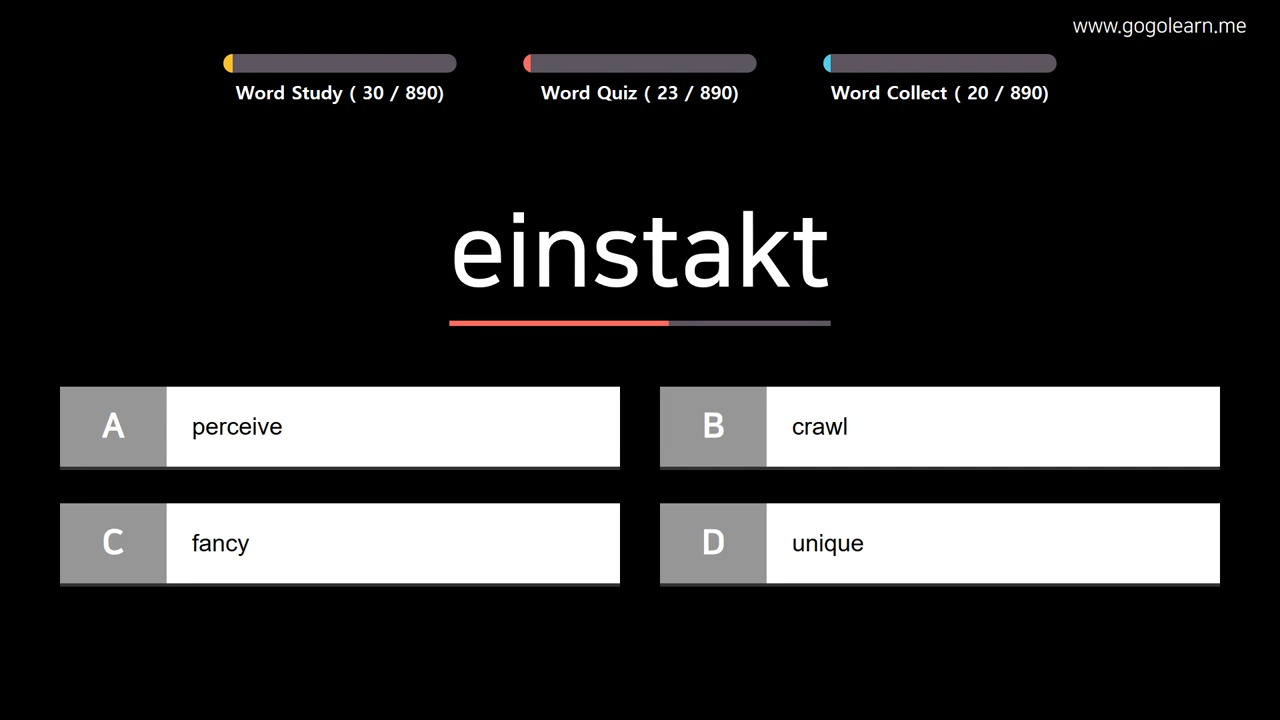 www.gogolearn.me
Word Study ( 30 / 890)
Word Quiz ( 23 / 890)
Word Collect ( 20 / 890)
einstakt
A perceive
B crawl
C fancy
D unique